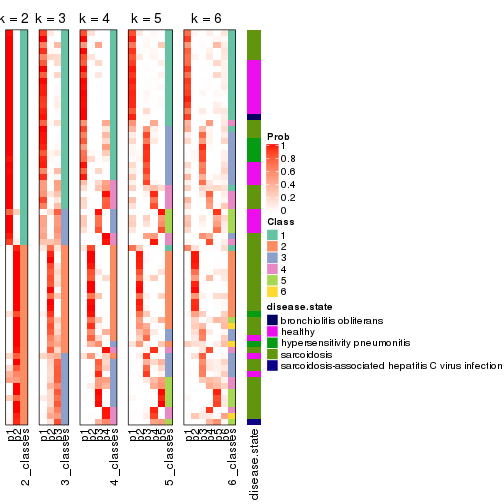 k = 2 k = 3 k = 4 k = 5 k = 6
Prob
1
0.8
0.6
0.4
0.2
0
Class
1
2
3
4
5
6
disease.state
bronchiolitis obliterans
healthy
hypersensitivity pneumonitis
sarcoidosis
sarcoidosis-associated hepatitis C virus infection
p1
p2
2_classes
p1
p2
p3
3_classes
p1
p2
p3
p4
4_classes
p1
p2
p3
p4
p5
5_classes
p1
p2
p3
p4
p5
p6
6_classes
disease.state